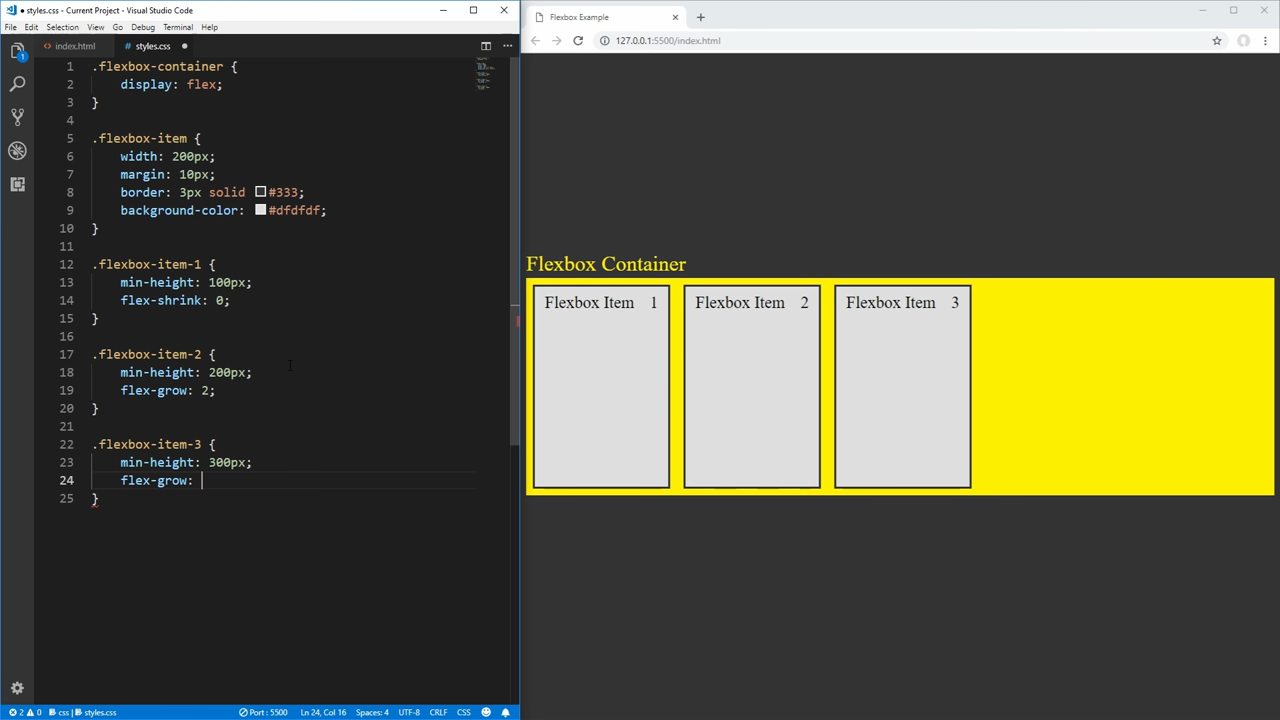 ● styles.css - Current Project - Visual Studio Code
File Edit Selection View Go Debug Terminal Help
1
index.html
# styles.css ●
1 .flexbox-container {
2 display: flex;
3 }
4
5 .flexbox-item {
6 width: 200px;
7 margin: 10px;
8 border: 3px solid #333;
9 background-color: #dfdfdf;
10 }
11
12 .flexbox-item-1 {
13 min-height: 100px;
14 flex-shrink: 0;
15 }
16
17 .flexbox-item-2 {
18 min-height: 200px;
19 flex-grow: 2;
20 }
21
22 .flexbox-item-3 {
23 min-height: 300px;
24 flex-grow:
25 }
2 0 css | styles.css Port : 5500 Ln 24, Col 16 Spaces: 4 UTF-8 CRLF CSS
Flexbox Example
127.0.0.1:5500/index.html
Flexbox Container
Flexbox Item 1 Flexbox Item 2 Flexbox Item 3